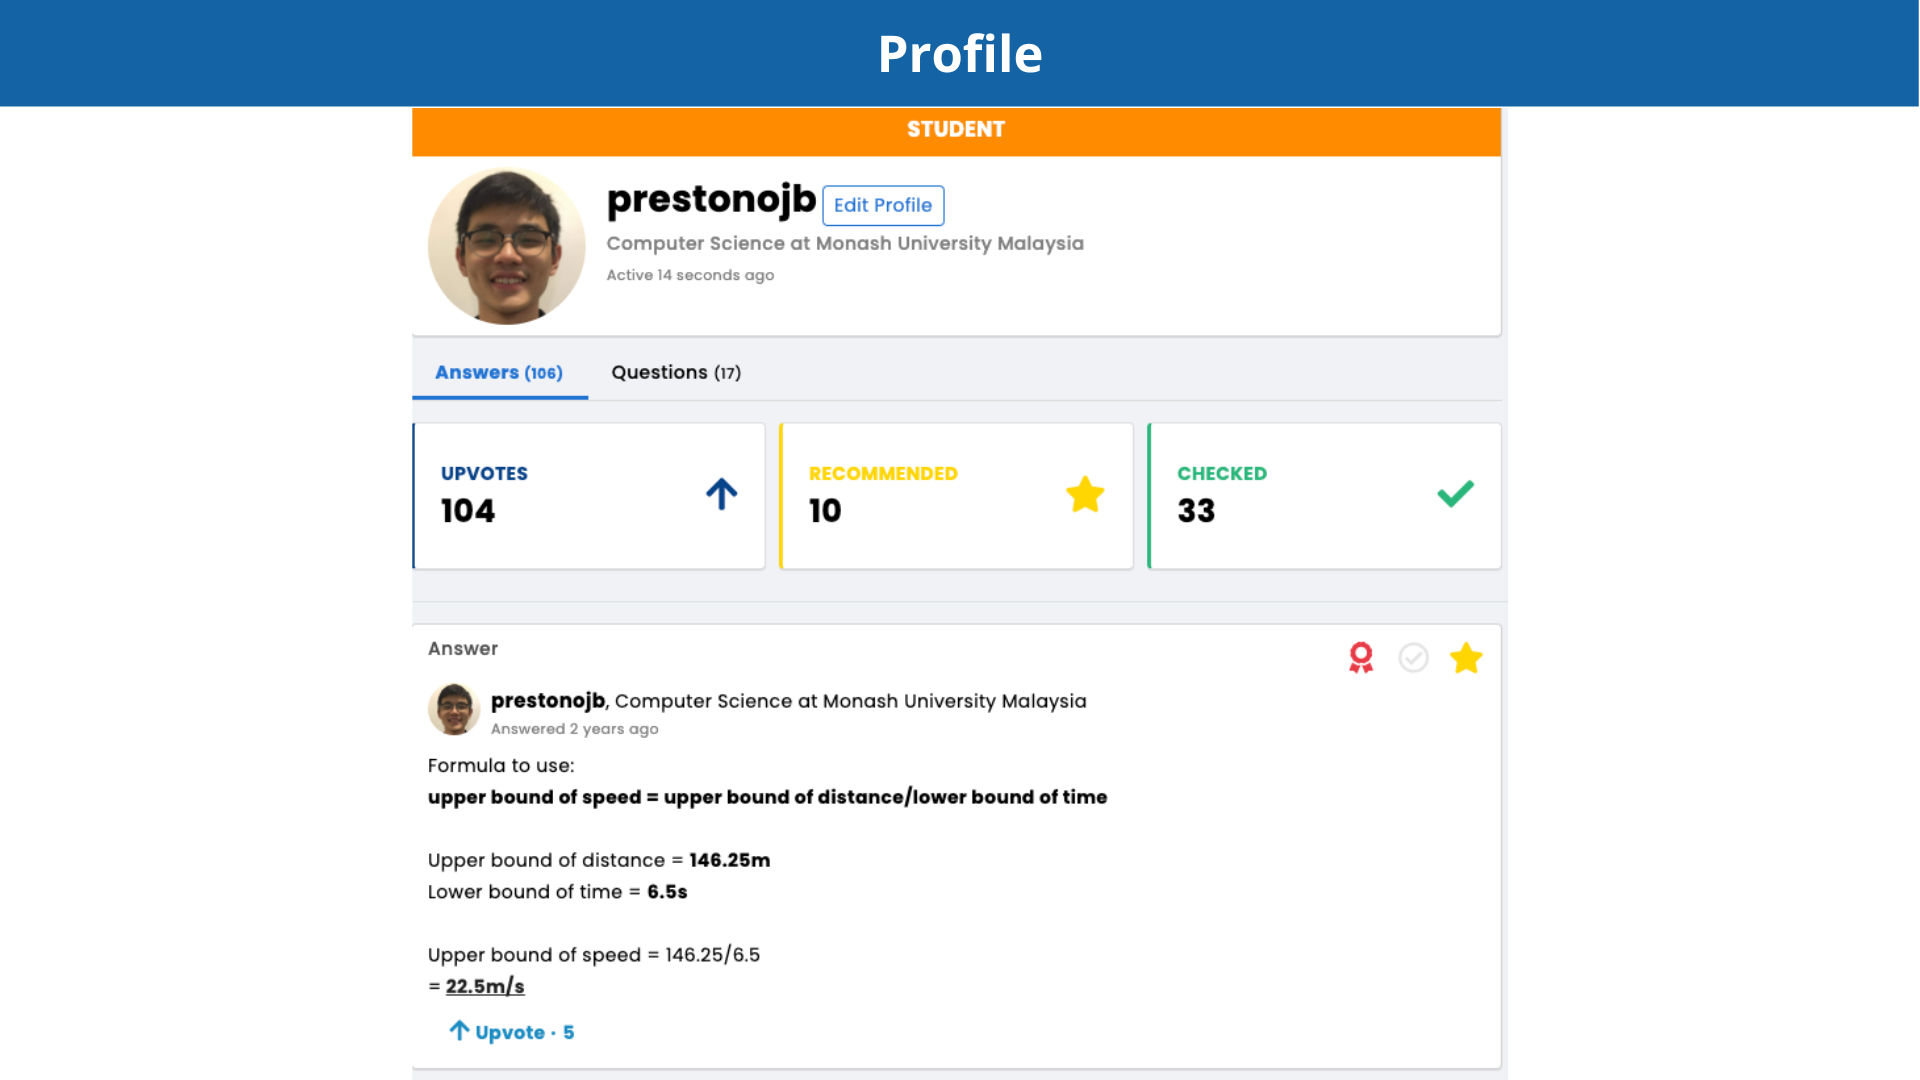 Profile
STUDENT
prestonojb Edit Profile
Computer Science at Monash University Malaysia
Active 14 seconds ago
Answers (106) Questions (17)
UPVOTES
104
RECOMMENDED
10
CHECKED
33
Answer
prestonojb, Computer Science at Monash University Malaysia
Answered 2 years ago
Formula to use:
upper bound of speed = upper bound of distance/lower bound of time
Upper bound of distance = 146.25m
Lower bound of time = 6.5s
Upper bound of speed = 146.25/6.5
= 22.5m/s
Upvote · 5